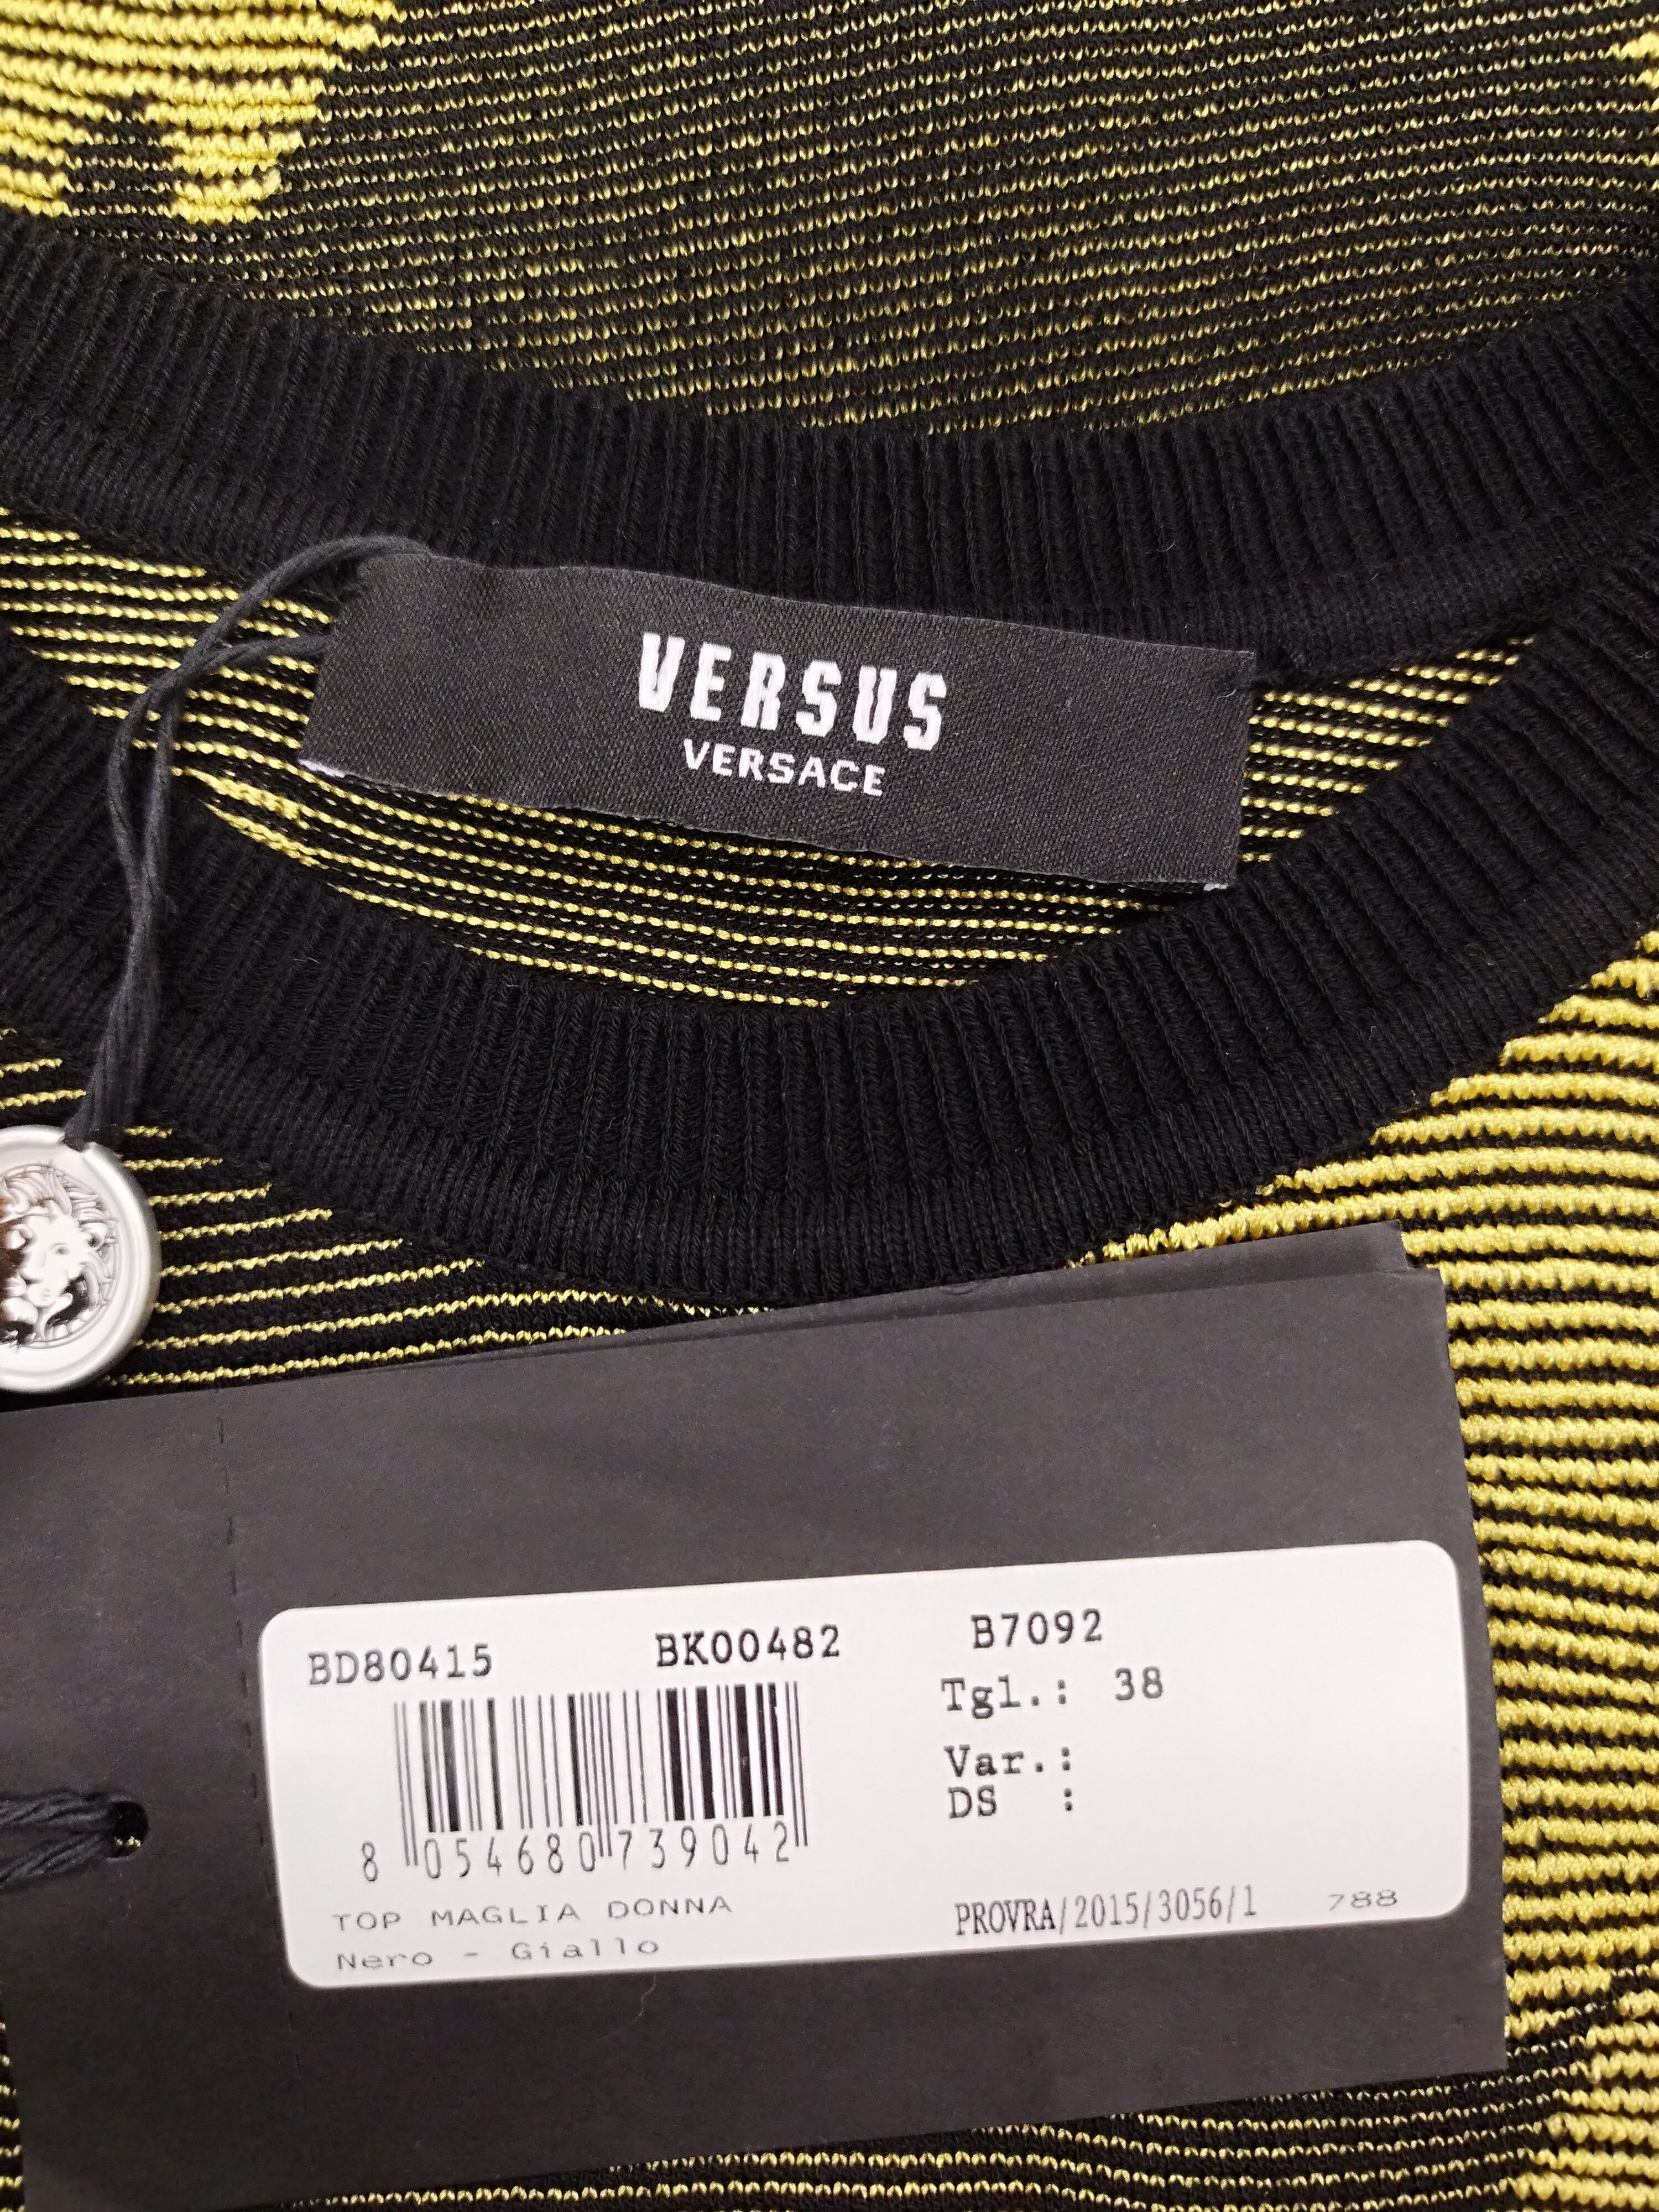 VERSUS
VERSACE
BD80415 BK00482 B7092
Tgl.: 38
Var.:
DS :
8 054680 739042
TOP MAGLIA DONNA
PROVRA/2015/3056/1 788
Nero - Giallo